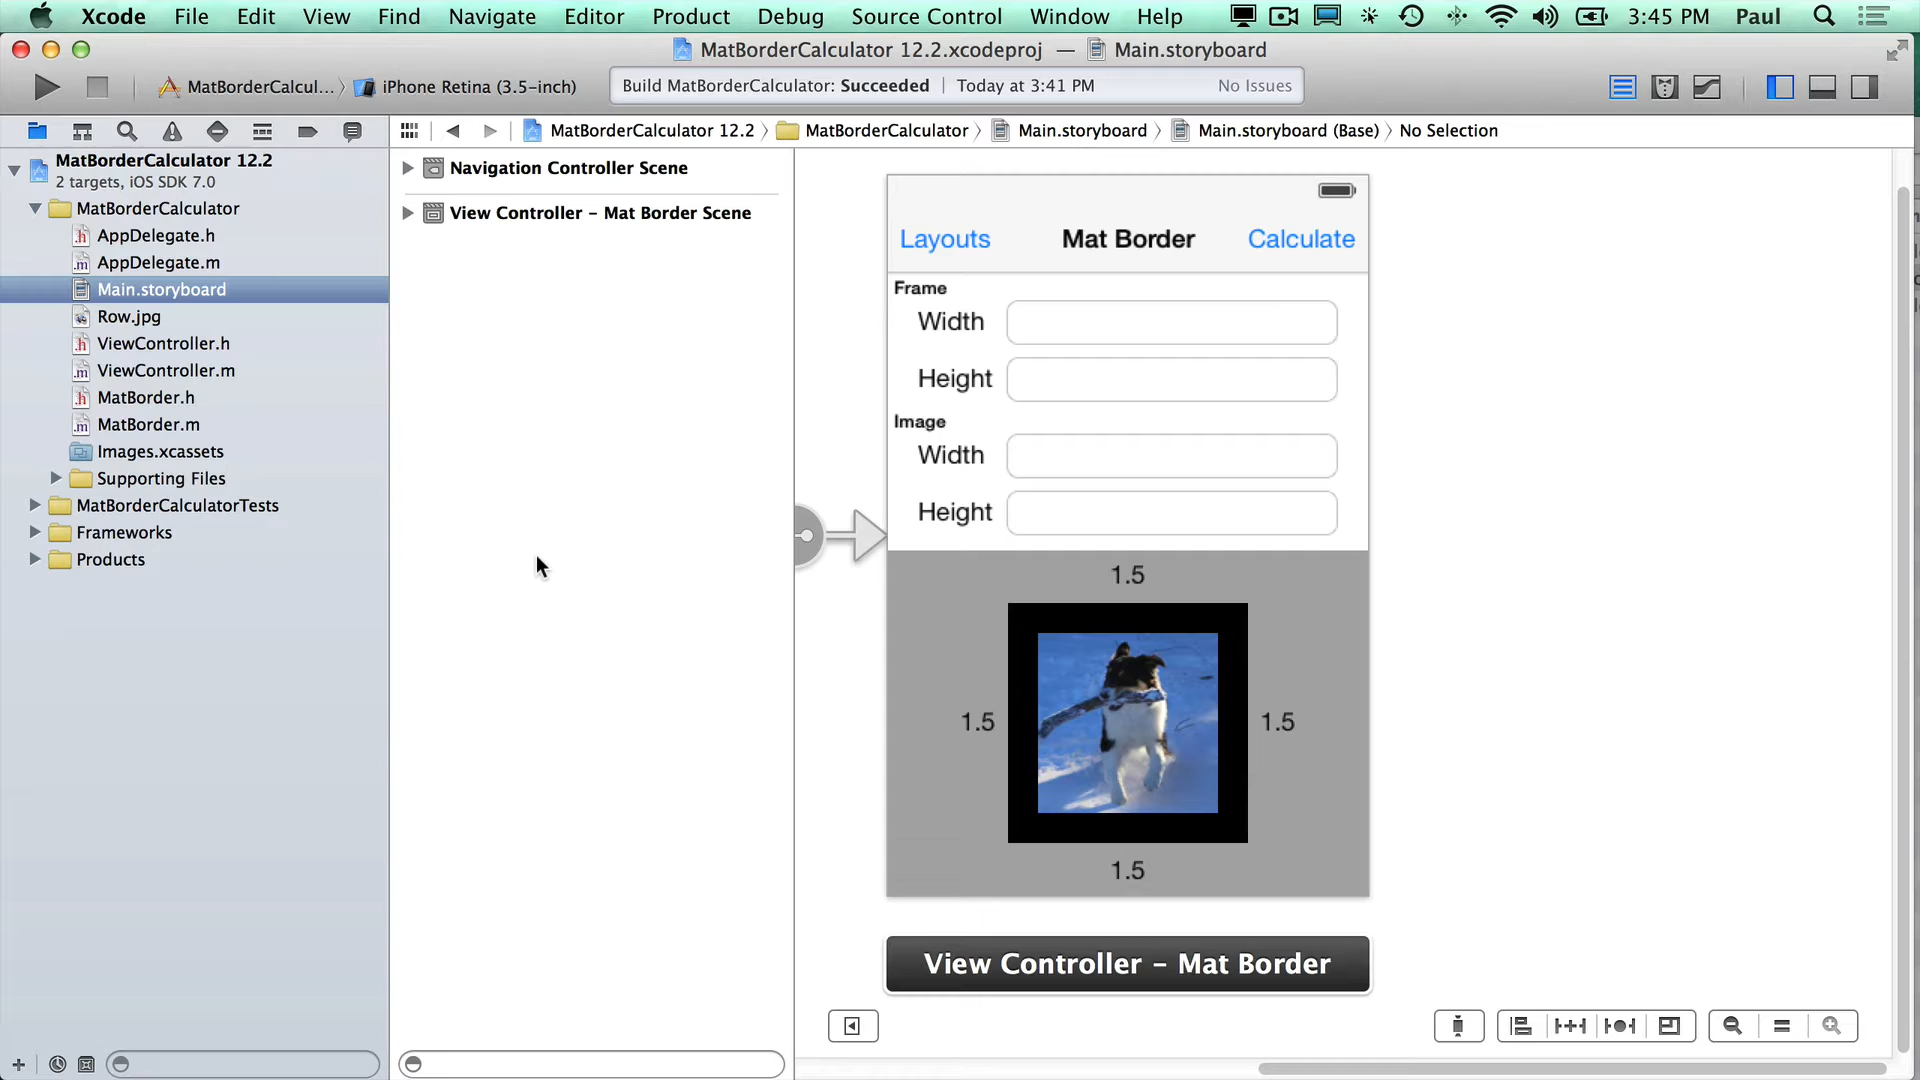 Xcode File Edit View Find Navigate Editor Product Debug Source Control Window Help 3:45 PM Paul
MatBorderCalculator 12.2.xcodeproj — Main.storyboard
MatBorderCalcul... iPhone Retina (3.5-inch) Build MatBorderCalculator: Succeeded | Today at 3:41 PM No Issues
MatBorderCalculator 12.2 MatBorderCalculator Main.storyboard Main.storyboard (Base) No Selection
MatBorderCalculator 12.2
2 targets, iOS SDK 7.0
MatBorderCalculator
AppDelegate.h
AppDelegate.m
Main.storyboard
Row.jpg
ViewController.h
ViewController.m
MatBorder.h
MatBorder.m
Images.xcassets
Supporting Files
MatBorderCalculatorTests
Frameworks
Products
Navigation Controller Scene
View Controller – Mat Border Scene
Layouts Mat Border Calculate
Frame
Width
Height
Image
Width
Height
1.5
1.5 1.5
1.5
View Controller – Mat Border